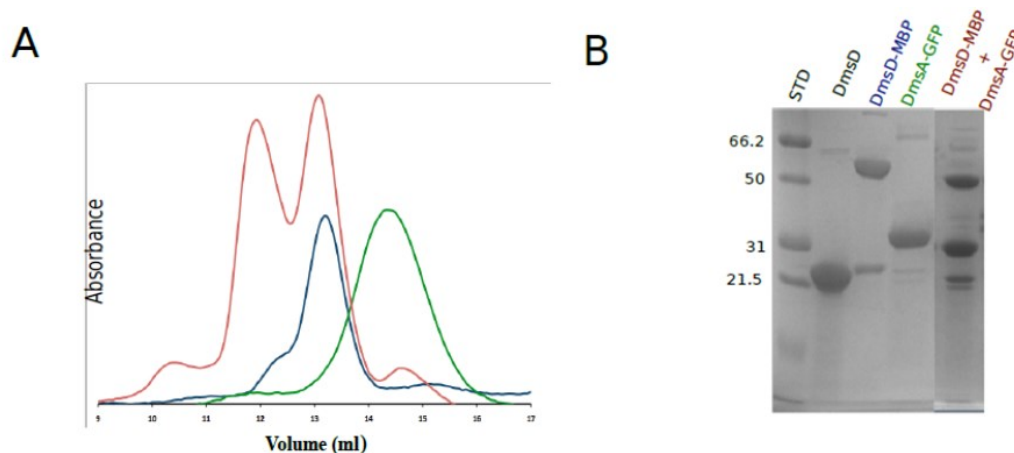 A
Absorbance
9 10 11 12 13 14 15 16 17
Volume (ml)
B
STD
DmsD
DmsD-MBP
DmsA-GFP
DmsD-MBP
+
DmsA-GFP
66.2
50
31
21.5